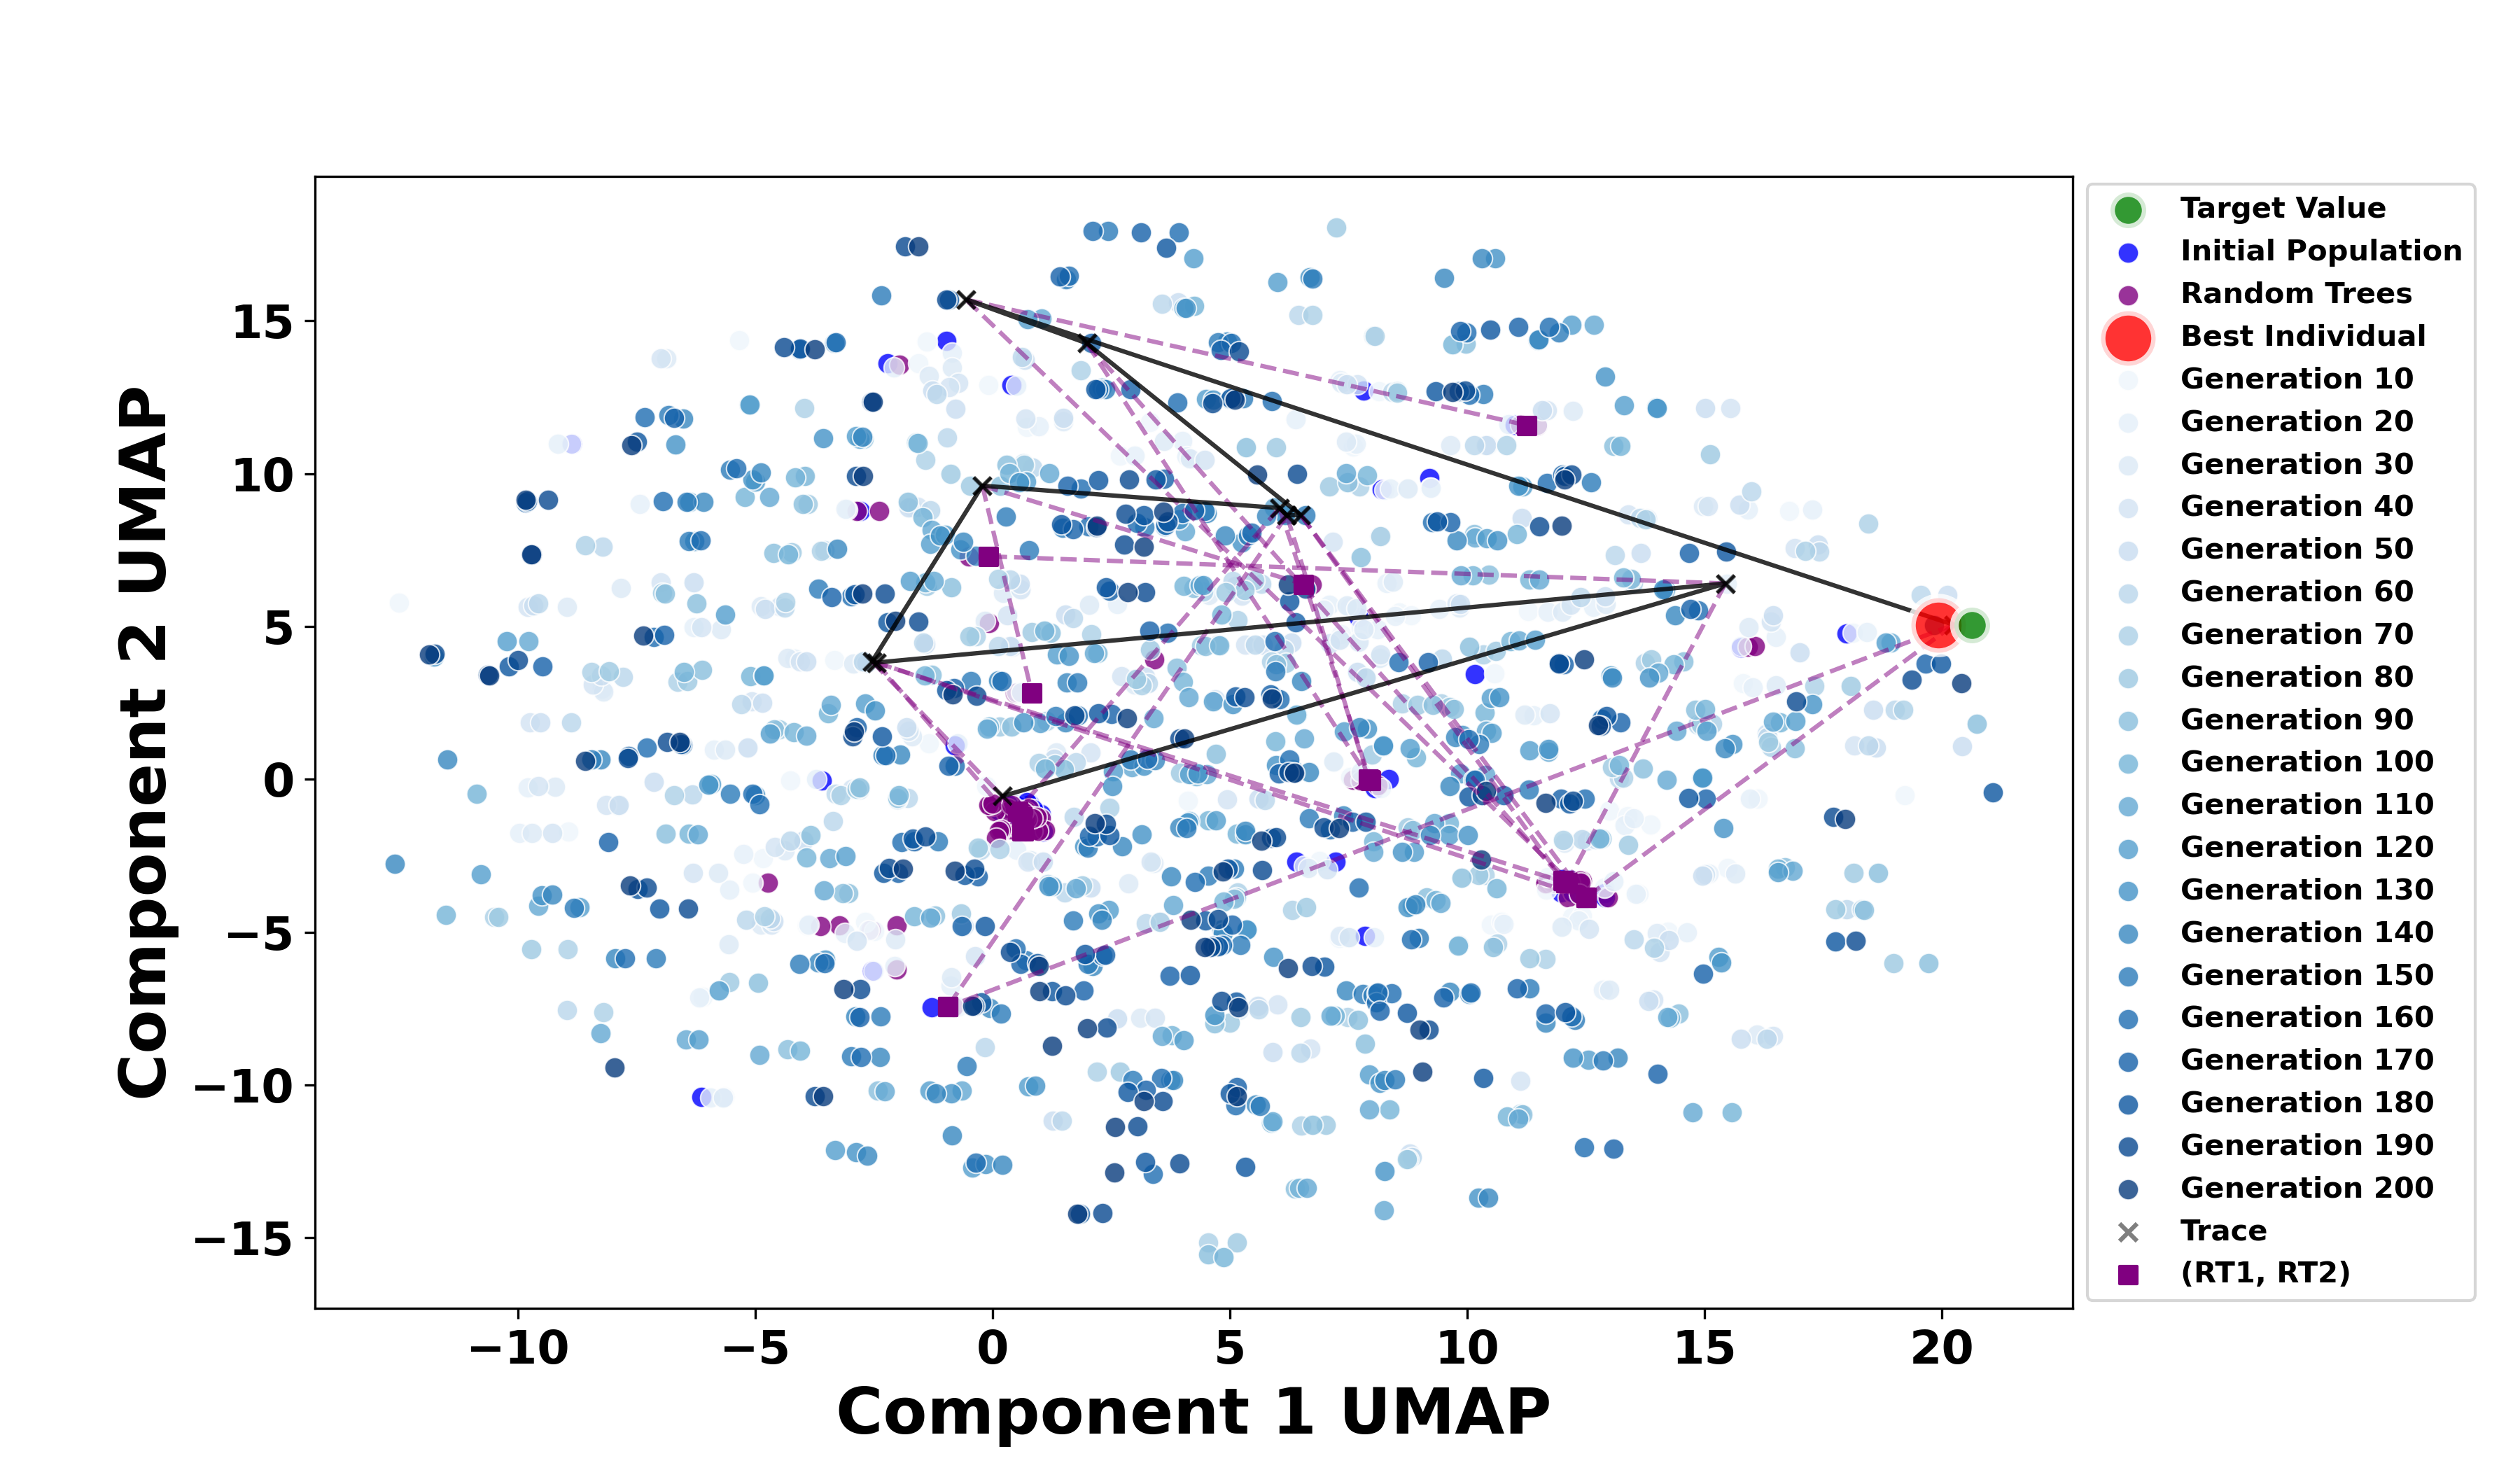 15
10
5
0
−5
−10
−15
Component 2 UMAP
−10 −5 0 5 10 15 20
Component 1 UMAP
Target Value
Initial Population
Random Trees
Best Individual
Generation 10
Generation 20
Generation 30
Generation 40
Generation 50
Generation 60
Generation 70
Generation 80
Generation 90
Generation 100
Generation 110
Generation 120
Generation 130
Generation 140
Generation 150
Generation 160
Generation 170
Generation 180
Generation 190
Generation 200
Trace
(RT1, RT2)